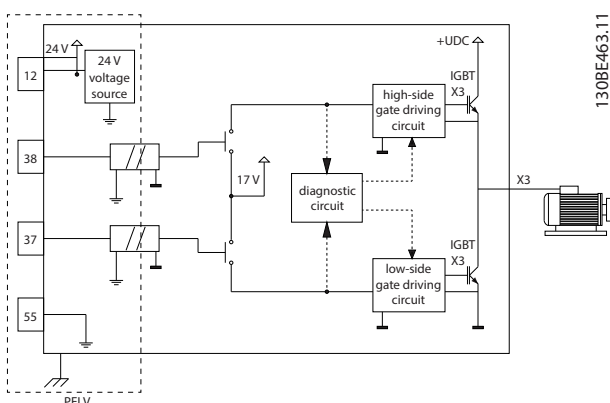 24 V
12
24 V
voltage
source
38
37
55
PELV
17 V
diagnostic
circuit
+UDC
high-side
gate driving
circuit
IGBT
X3
X3
IGBT
X3
low-side
gate driving
circuit
130BE463.11